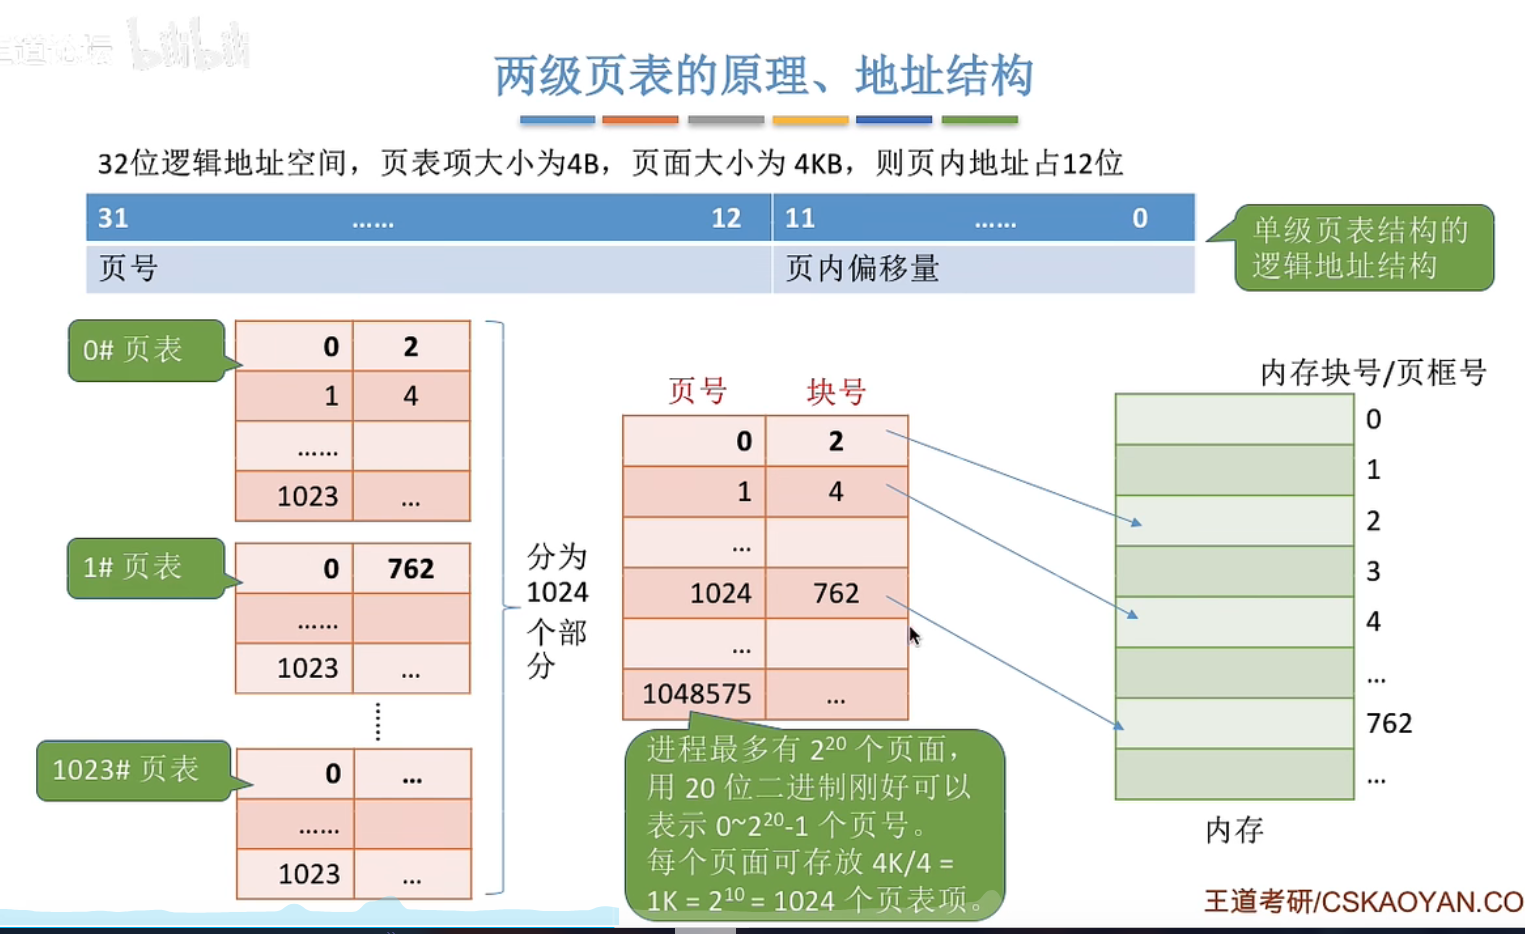 王道论坛 bilibili
两级页表的原理、地址结构
32位逻辑地址空间，页表项大小为4B，页面大小为 4KB，则页内地址占12位
31 …… 12 11 …… 0
页号 页内偏移量
单级页表结构的
逻辑地址结构
0# 页表
0 2
1 4
……
1023 ...
1# 页表
0 762
……
1023 ...
1023# 页表
0 ...
……
1023 ...
分为
1024
个部
分
页号 块号
0 2
1 4
...
1024 762
...
1048575 ...
进程最多有 2²⁰ 个页面，
用 20 位二进制刚好可以
表示 0~2²⁰-1 个页号。
每个页面可存放 4K/4 =
1K = 2¹⁰ = 1024 个页表项。
内存块号/页框号
0
1
2
3
4
...
762
...
内存
王道考研/CSKAOYAN.CO